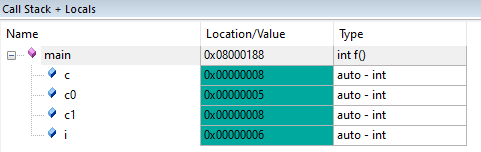 Call Stack + Locals
Name Location/Value Type
main 0x08000188 int f()
c 0x00000008 auto - int
c0 0x00000005 auto - int
c1 0x00000008 auto - int
i 0x00000006 auto - int